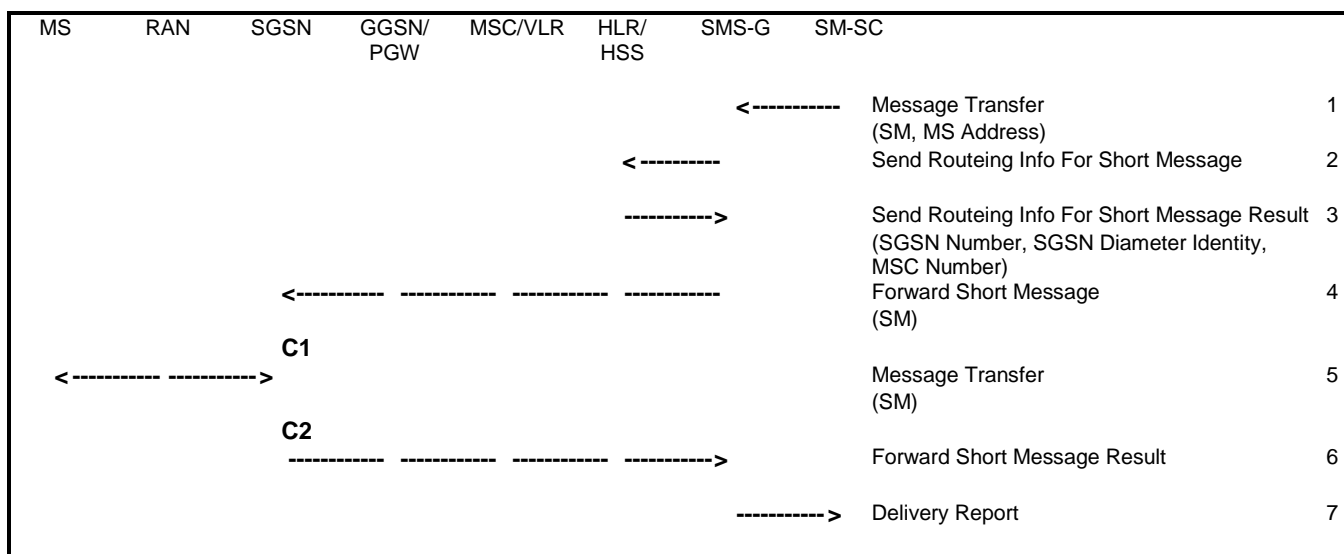 MS RAN SGSN GGSN/ MSC/VLR HLR/ SMS-G SM-SC
PGW HSS
Message Transfer 1
(SM, MS Address)
Send Routeing Info For Short Message 2
Send Routeing Info For Short Message Result 3
(SGSN Number, SGSN Diameter Identity,
MSC Number)
Forward Short Message 4
(SM)
C1
Message Transfer 5
(SM)
C2
Forward Short Message Result 6
Delivery Report 7